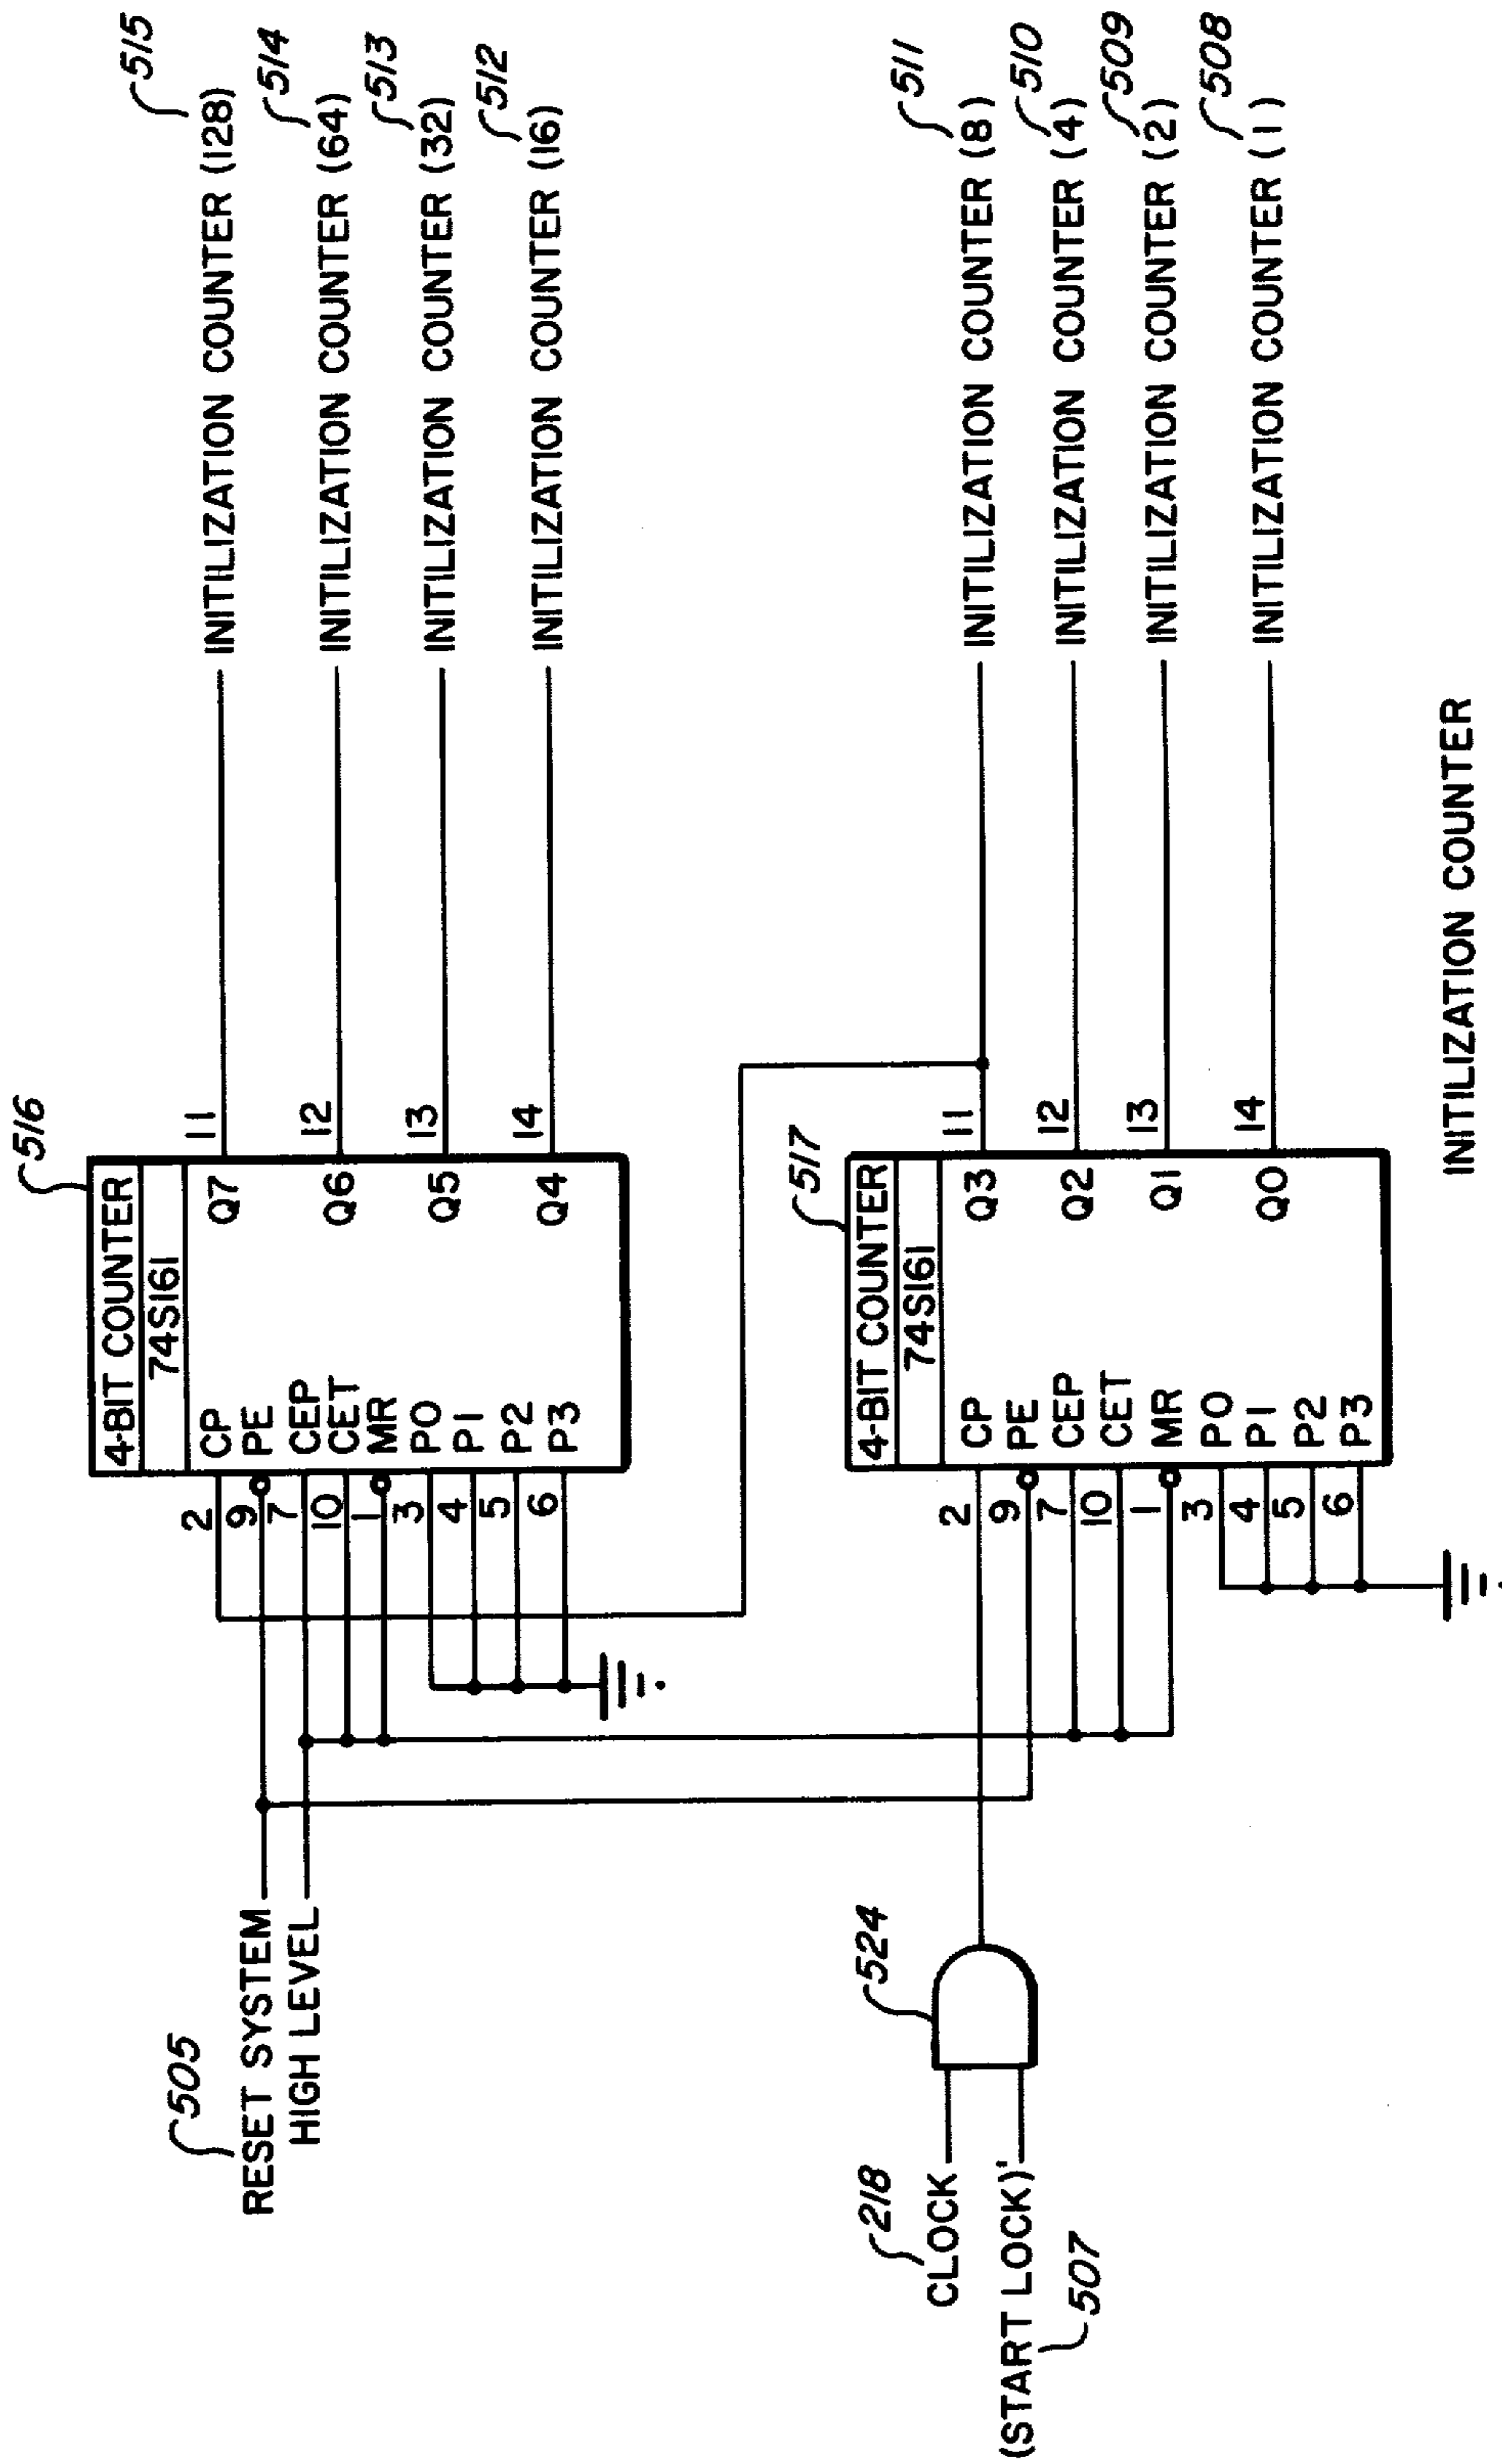 516
4-BIT COUNTER
74S161
CP
PE
CEP
CET
MR
P0
P1
P2
P3
Q7
Q6
Q5
Q4
2
9
7
10
1
3
4
5
6
11
12
13
14
INITILIZATION COUNTER (128)
515
INITILIZATION COUNTER (64)
514
INITILIZATION COUNTER (32)
513
INITILIZATION COUNTER (16)
512
505
RESET SYSTEM
HIGH LEVEL
517
4-BIT COUNTER
74S161
CP
PE
CEP
CET
MR
P0
P1
P2
P3
Q3
Q2
Q1
Q0
2
9
7
10
1
3
4
5
6
11
12
13
14
INITILIZATION COUNTER (8)
511
INITILIZATION COUNTER (4)
510
INITILIZATION COUNTER (2)
509
INITILIZATION COUNTER (1)
508
524
218
CLOCK
(START LOCK)'
507
INITILIZATION COUNTER